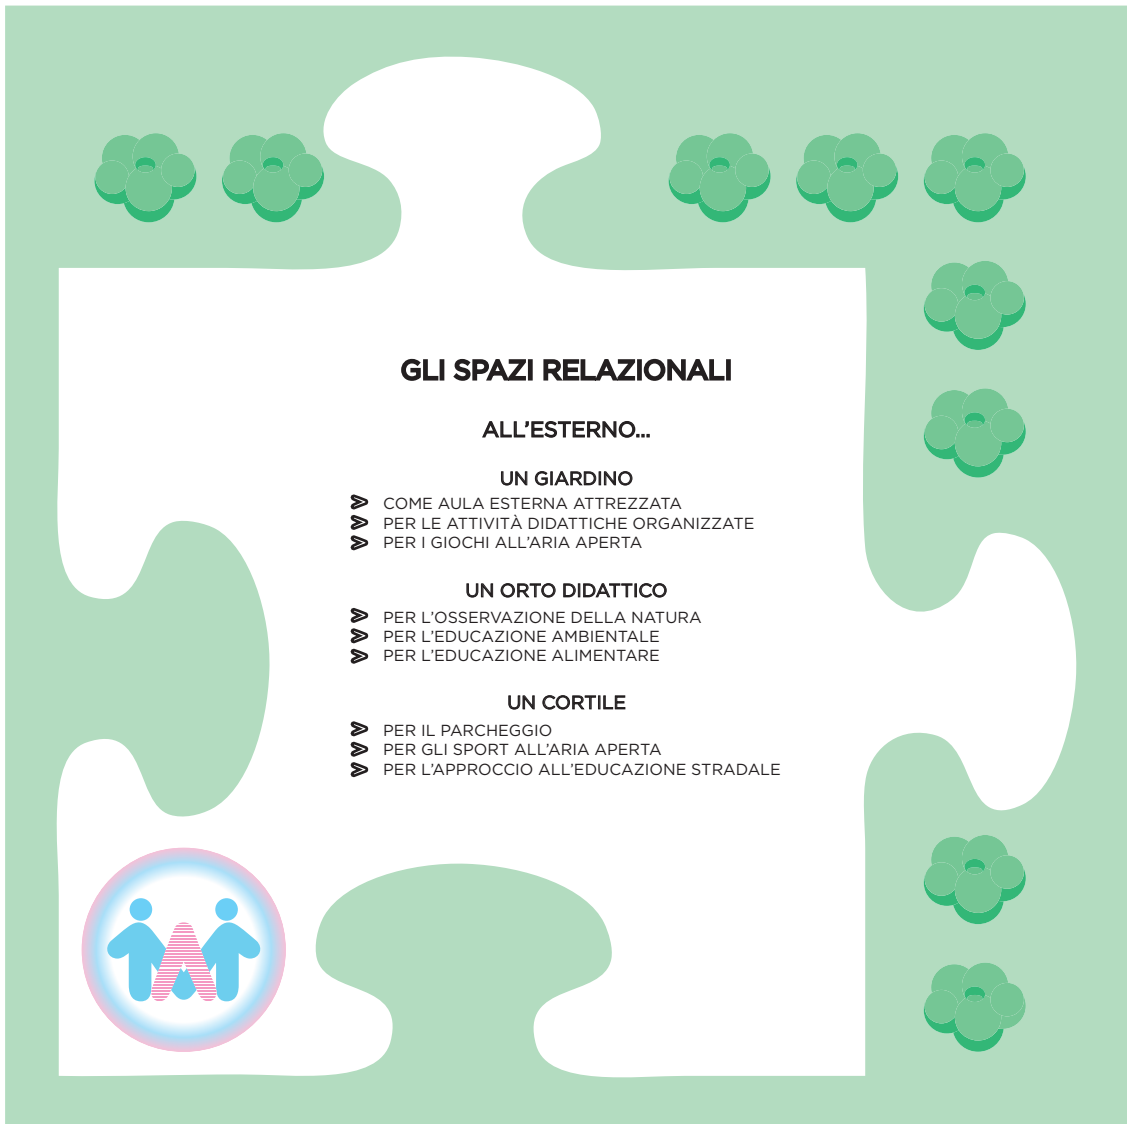 GLI SPAZI RELAZIONALI
ALL'ESTERNO...
UN GIARDINO
COME AULA ESTERNA ATTREZZATA
PER LE ATTIVITÀ DIDATTICHE ORGANIZZATE
PER I GIOCHI ALL'ARIA APERTA
UN ORTO DIDATTICO
PER L'OSSERVAZIONE DELLA NATURA
PER L'EDUCAZIONE AMBIENTALE
PER L'EDUCAZIONE ALIMENTARE
UN CORTILE
PER IL PARCHEGGIO
PER GLI SPORT ALL'ARIA APERTA
PER L'APPROCCIO ALL'EDUCAZIONE STRADALE